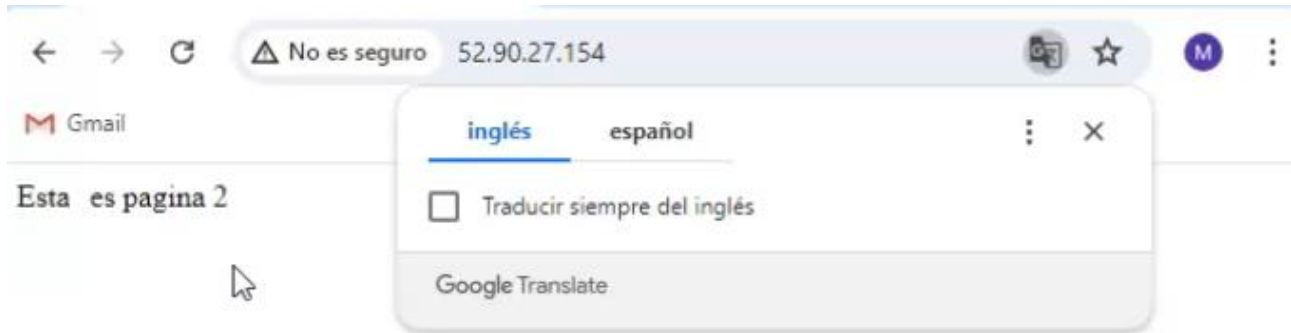 No es seguro 52.90.27.154
M
Gmail
inglés español
Esta es pagina 2
Traducir siempre del inglés
Google Translate